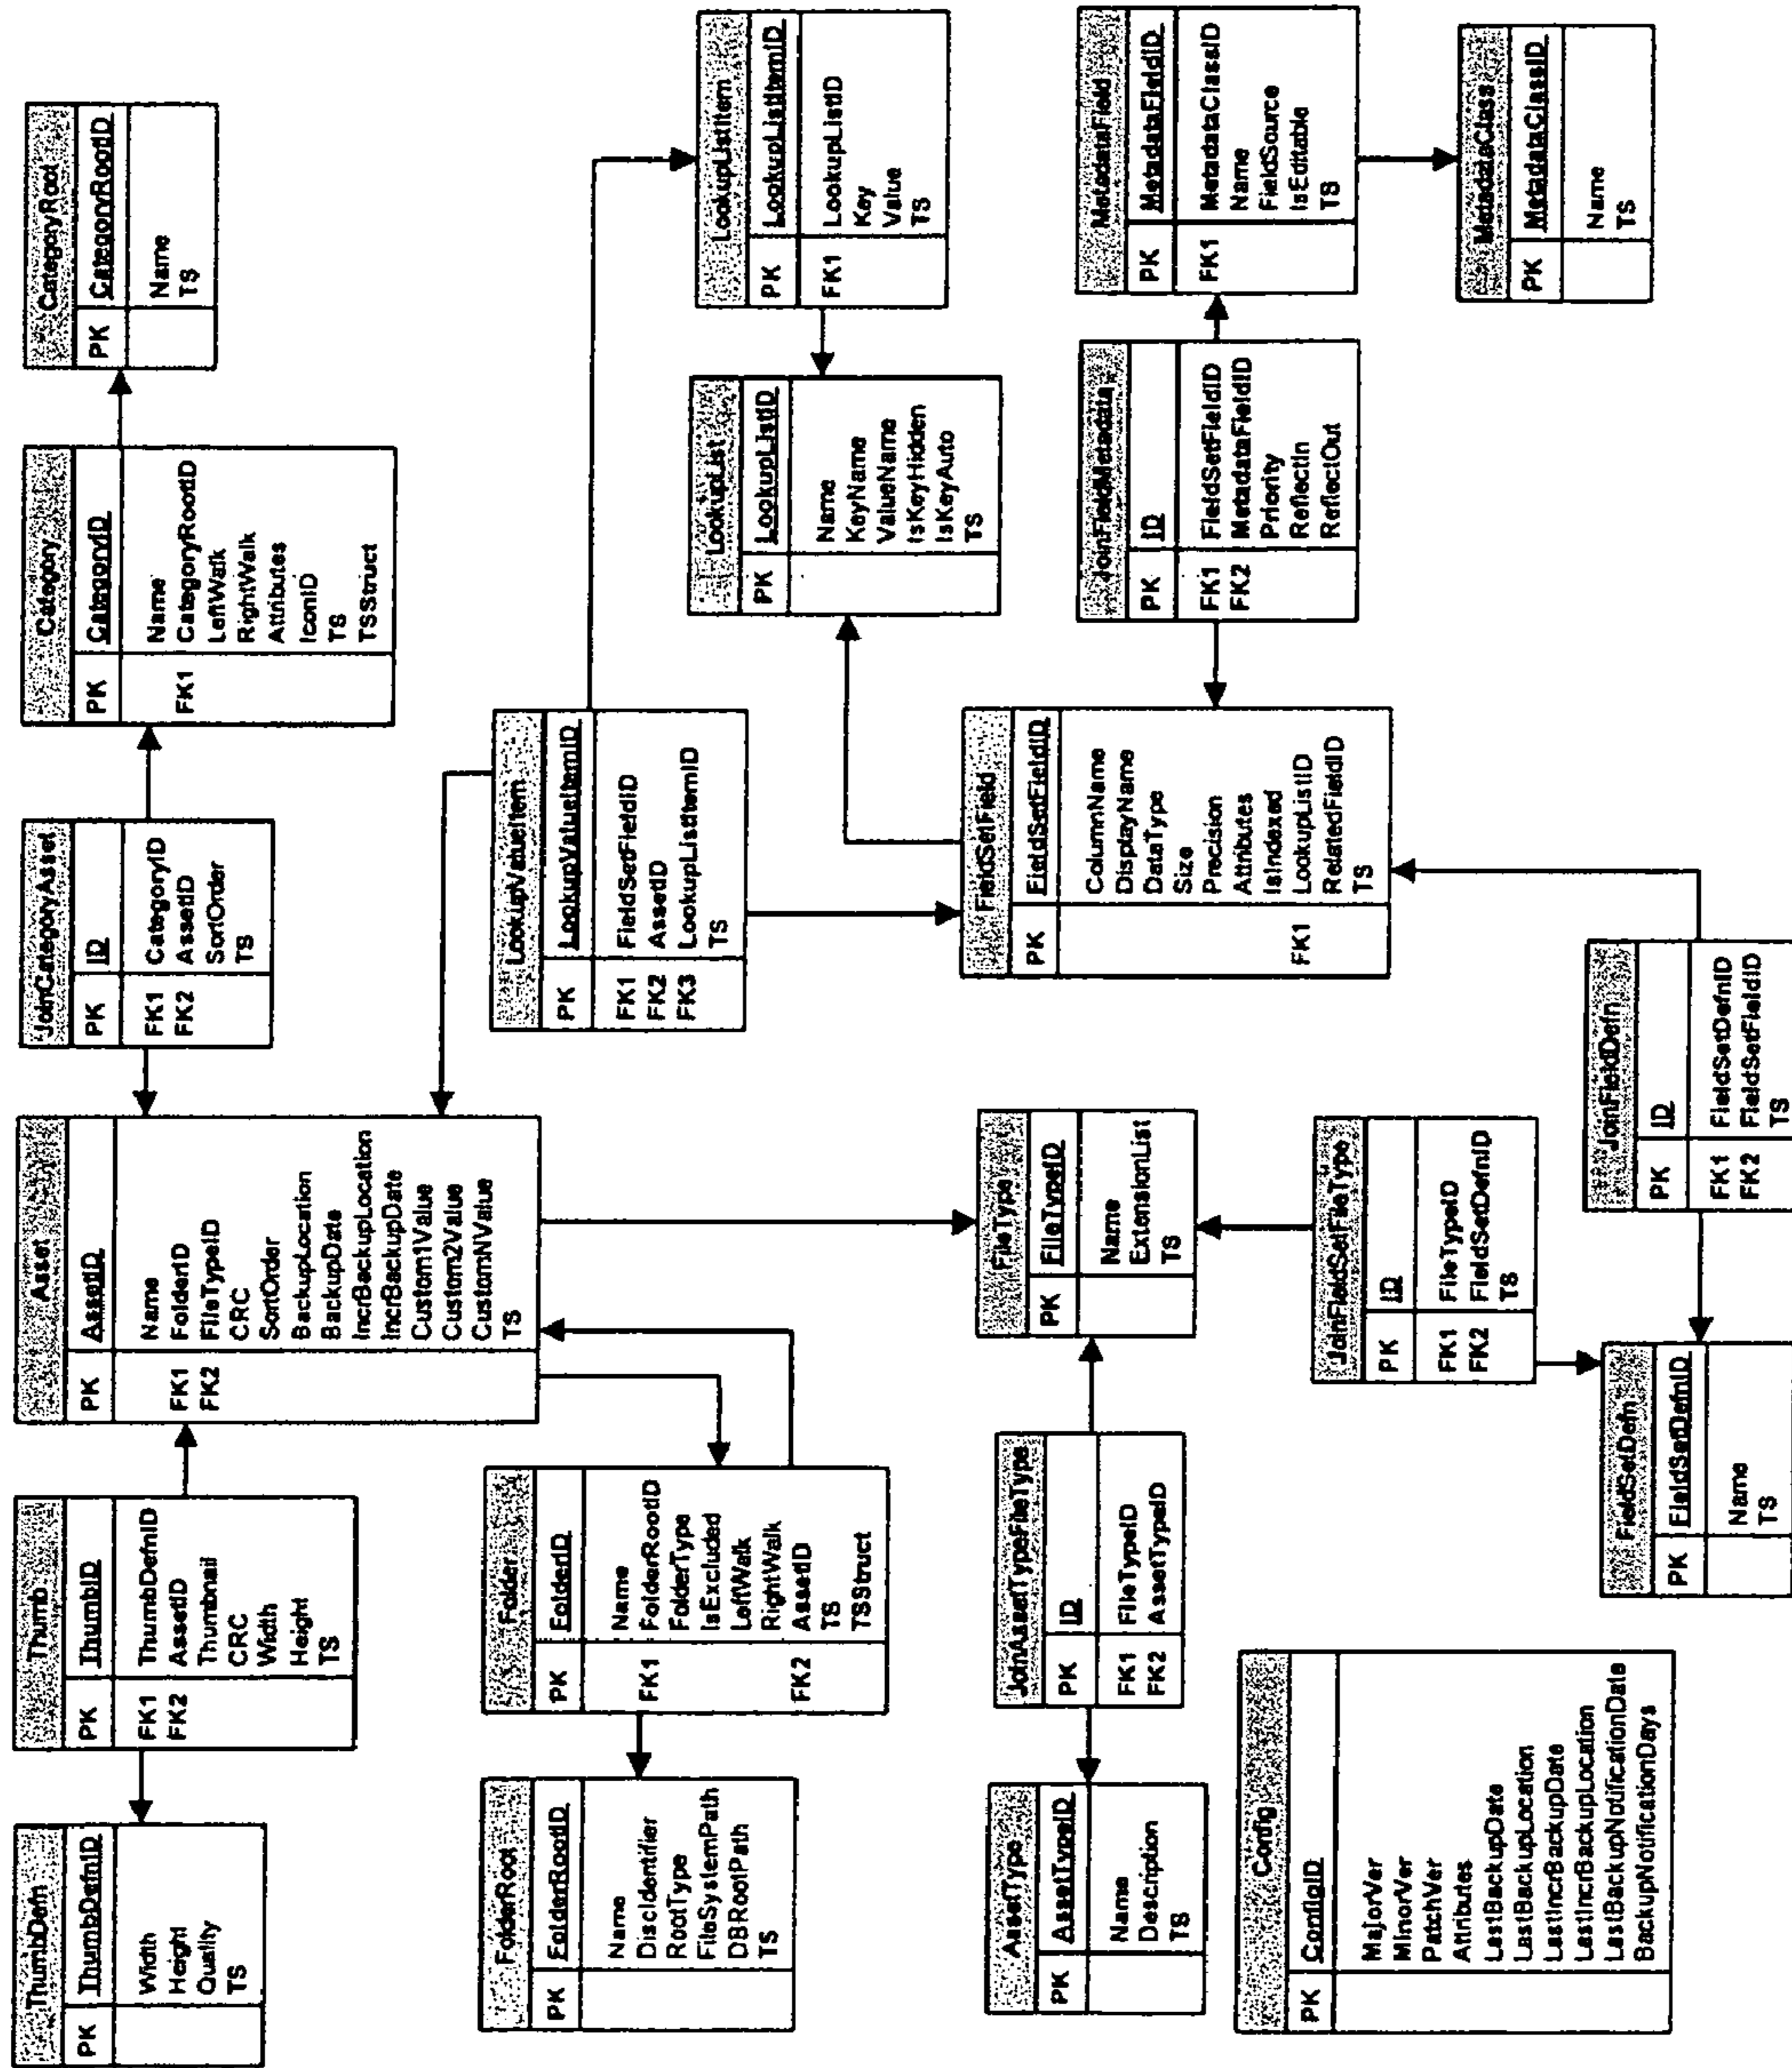 ThumbDefn
PK ThumbDefnID
Width
Height
Quality
TS
Thumb
PK ThumbID
FK1 ThumbDefnID
FK2 AssetID
Thumbnail
CRC
Width
Height
TS
Asset
PK AssetID
Name
FK1 FolderID
FK2 FileTypeID
CRC
SortOrder
BackupLocation
BackupDate
IncrBackupLocation
IncrBackupDate
Custom1Value
Custom2Value
CustomNValue
TS
JoinCategoryAsset
PK ID
FK1 CategoryID
FK2 AssetID
SortOrder
TS
Category
PK CategoryID
Name
FK1 CategoryRootID
LeftWalk
RightWalk
Attributes
IconID
TS
TSStruct
CategoryRoot
PK CategoryRootID
Name
TS
FolderRoot
PK FolderRootID
Name
DiscIdentifier
RootType
FileSystemPath
DBRootPath
TS
Folder
PK FolderID
Name
FK1 FolderRootID
FolderType
IsExcluded
LeftWalk
RightWalk
FK2 AssetID
TS
TSStruct
LookupValueItem
PK LookupValueItemID
FK1 FieldSetFieldID
FK2 AssetID
FK3 LookupListItemID
TS
LookupList
PK LookupListID
Name
KeyName
ValueName
IsKeyHidden
IsKeyAuto
TS
LookupListItem
PK LookupListItemID
FK1 LookupListID
Key
Value
TS
AssetType
PK AssetTypeID
Name
Description
TS
JoinAssetTypeFileType
PK ID
FK1 FileTypeID
FK2 AssetTypeID
FileType
PK FileTypeID
Name
ExtensionList
TS
FieldSetField
PK FieldSetFieldID
ColumnName
DisplayName
DataType
Size
Precision
Attributes
IsIndexed
FK1 LookupListID
RelatedFieldID
TS
JoinFieldMetadata
PK ID
FK1 FieldSetFieldID
FK2 MetadataFieldID
Priority
ReflectIn
ReflectOut
MetadataField
PK MetadataFieldID
FK1 MetadataClassID
Name
FieldSource
IsEditable
TS
Config
PK ConfigID
MajorVer
MinorVer
PatchVer
Attributes
LastBackupDate
LastBackupLocation
LastIncrBackupDate
LastIncrBackupLocation
LastBackupNotificationDate
BackupNotificationDays
JoinFieldSetFileType
PK ID
FK1 FileTypeID
FK2 FieldSetDefnID
TS
FieldSetDefn
PK FieldSetDefnID
Name
TS
JoinFieldDefn
PK ID
FK1 FieldSetDefnID
FK2 FieldSetFieldID
TS
MetadataClass
PK MetadataClassID
Name
TS